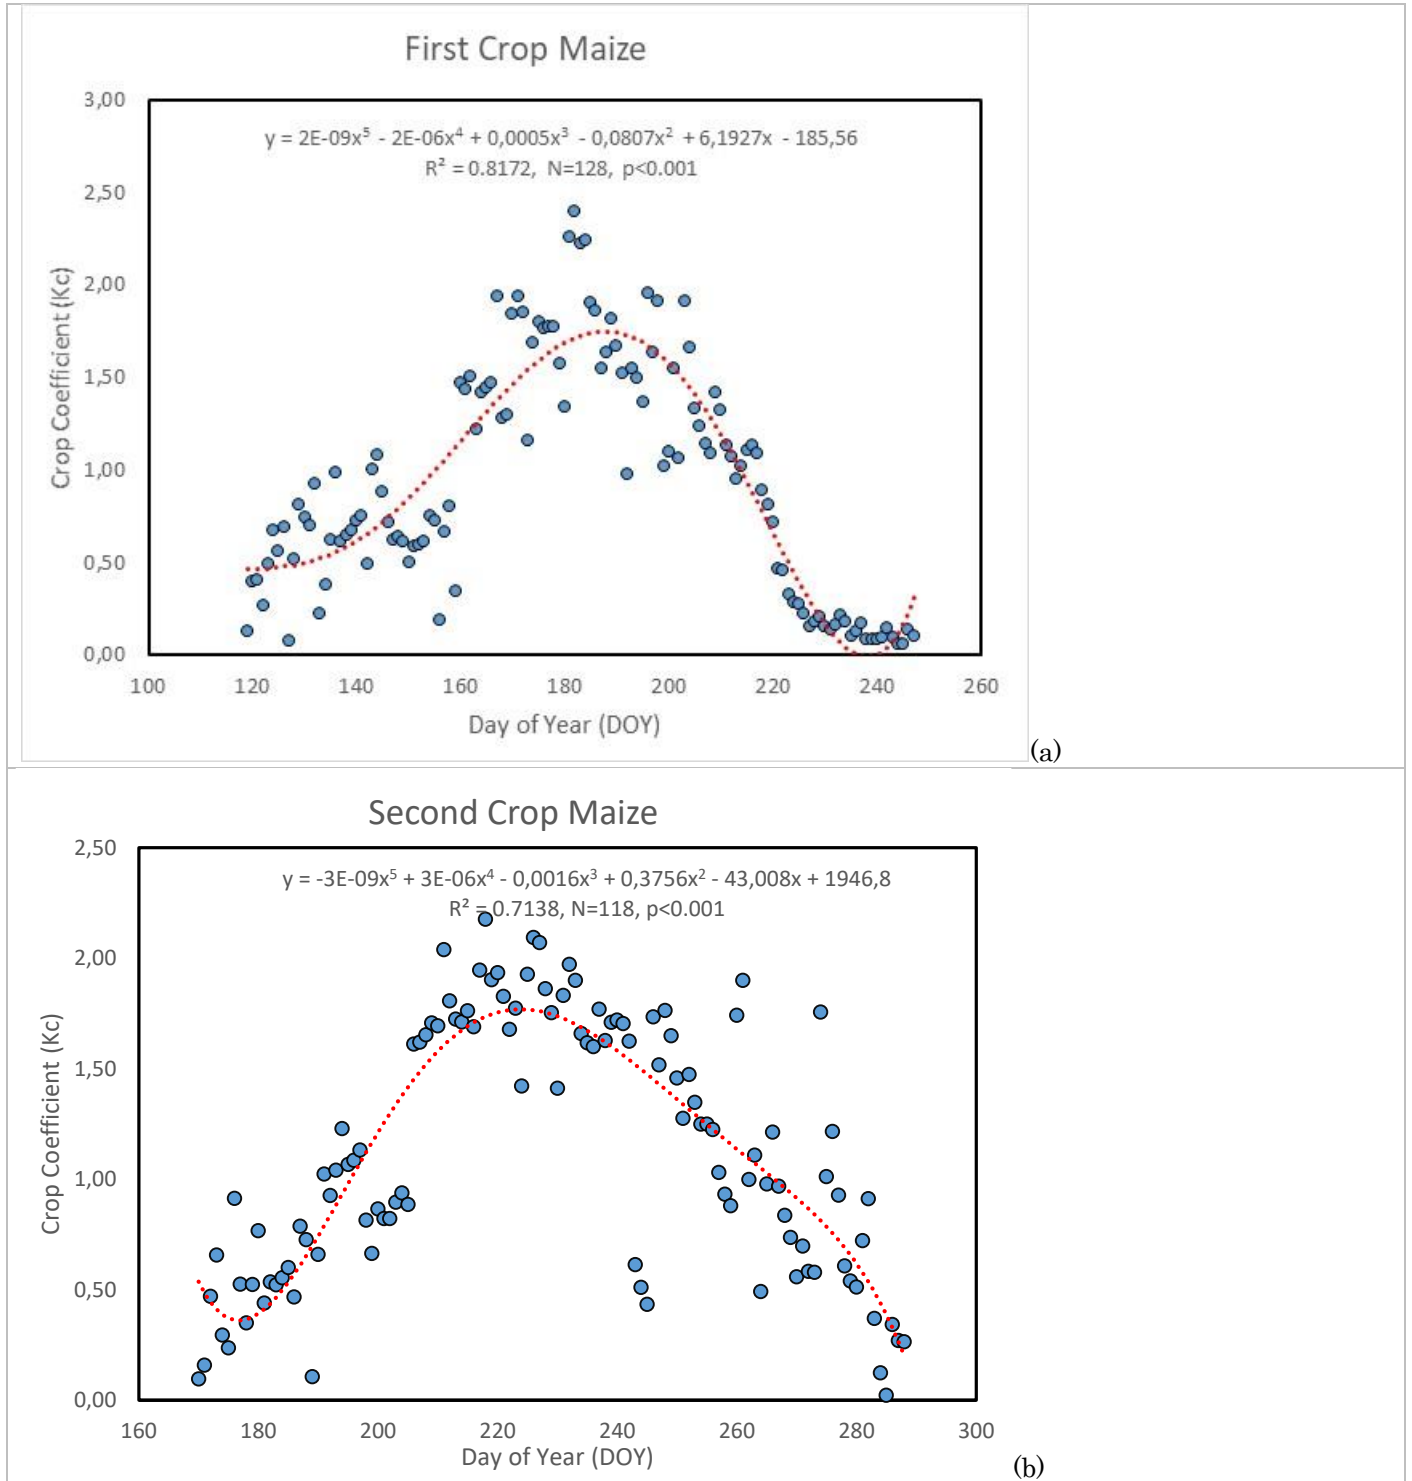 First Crop Maize
3,00
y = 2E-09x⁵ - 2E-06x⁴ + 0,0005x³ - 0,0807x² + 6,1927x - 185,56
R² = 0.8172, N=128, p<0.001
2,50
2,00
1,50
1,00
0,50
0,00
Crop Coefficient (Kc)
100 120 140 160 180 200 220 240 260
Day of Year (DOY)
(a)
Second Crop Maize
2,50
y = -3E-09x⁵ + 3E-06x⁴ - 0,0016x³ + 0,3756x² - 43,008x + 1946,8
R² = 0.7138, N=118, p<0.001
2,00
1,50
1,00
0,50
0,00
Crop Coefficient (Kc)
160 180 200 220 240 260 280 300
Day of Year (DOY)
(b)